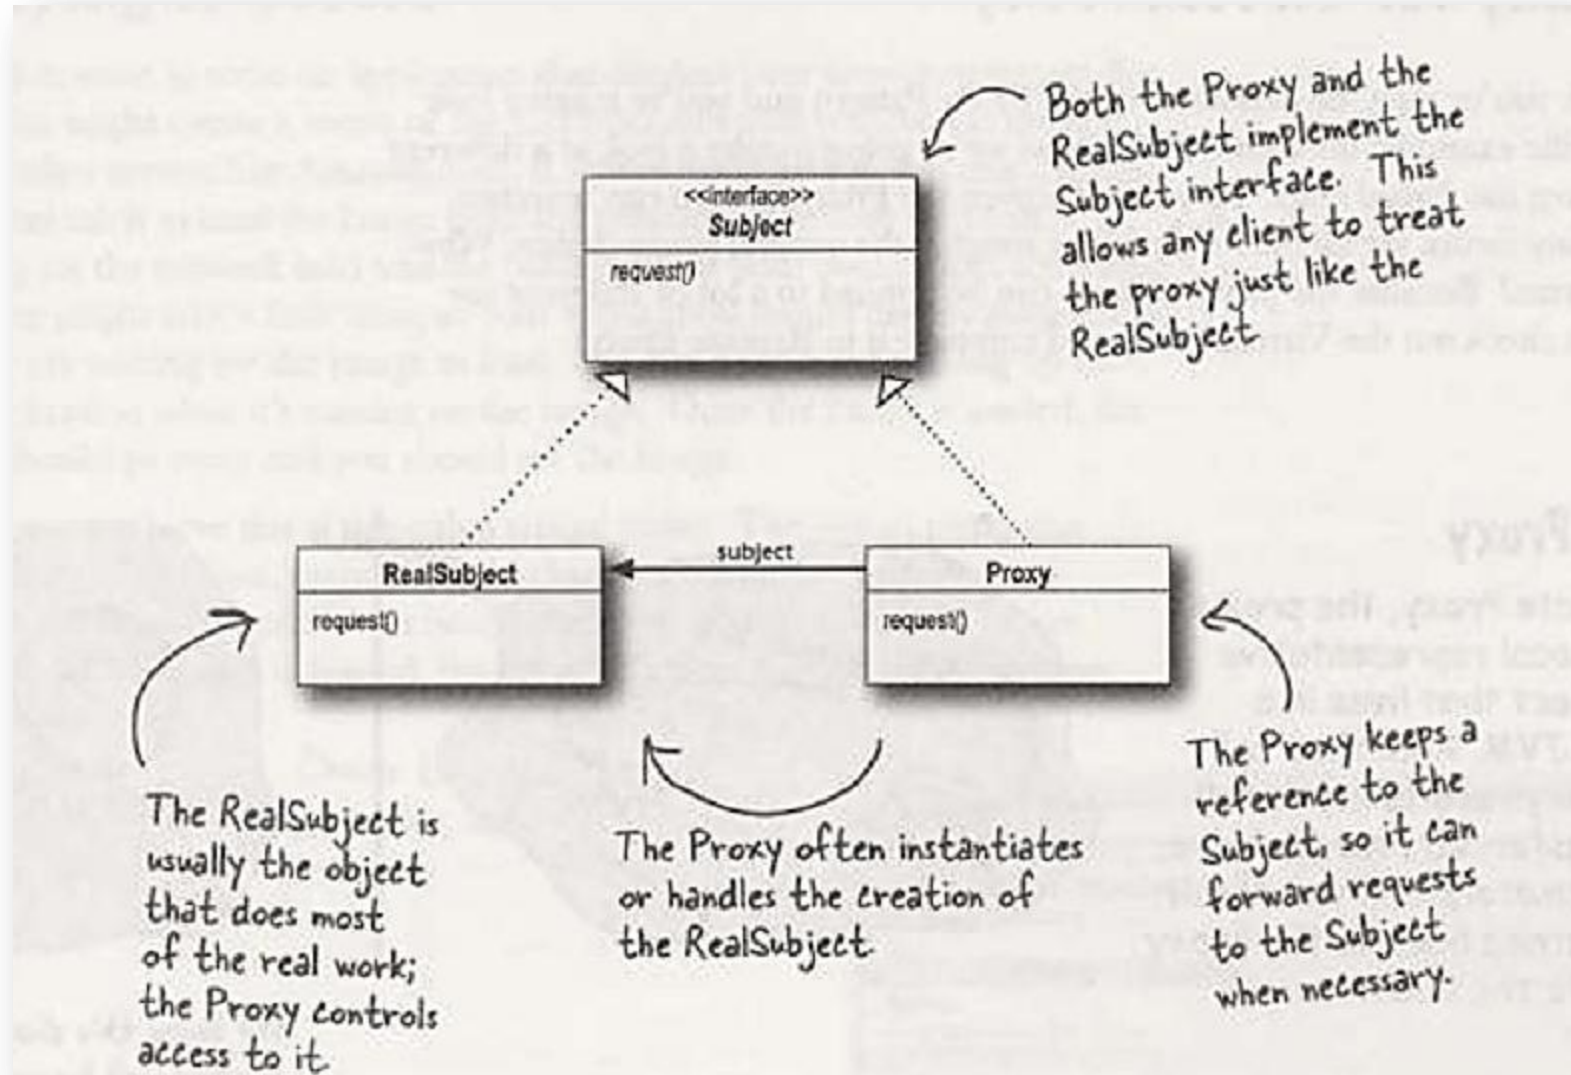 Both the Proxy and the
RealSubject implement the
Subject interface. This
allows any client to treat
the proxy just like the
RealSubject
<<interface>>
Subject
request()
RealSubject
request()
subject
Proxy
request()
The RealSubject is
usually the object
that does most
of the real work;
the Proxy controls
access to it.
The Proxy often instantiates
or handles the creation of
the RealSubject.
The Proxy keeps a
reference to the
Subject, so it can
forward requests
to the Subject
when necessary.